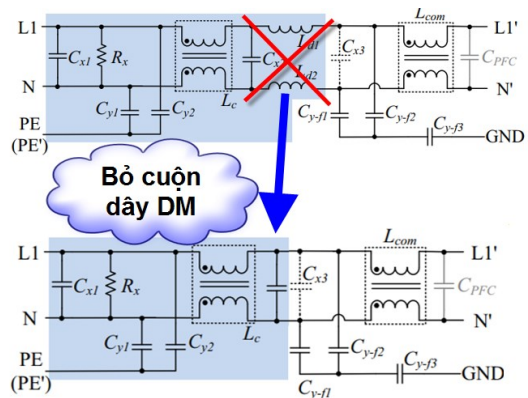 L1
Cx1
Rx
N
Cy1
Cy2
PE
(PE')
Lc
Cx
Ld1
Ld2
Cx3
Cy-f1
Cy-f2
Cy-f3
GND
Lcom
L1'
CPFC
N'
Bỏ cuộn
dây DM
L1
Cx1
Rx
N
Cy1
Cy2
PE
(PE')
Lc
Cx3
Cy-f1
Cy-f2
Cy-f3
GND
Lcom
L1'
CPFC
N'